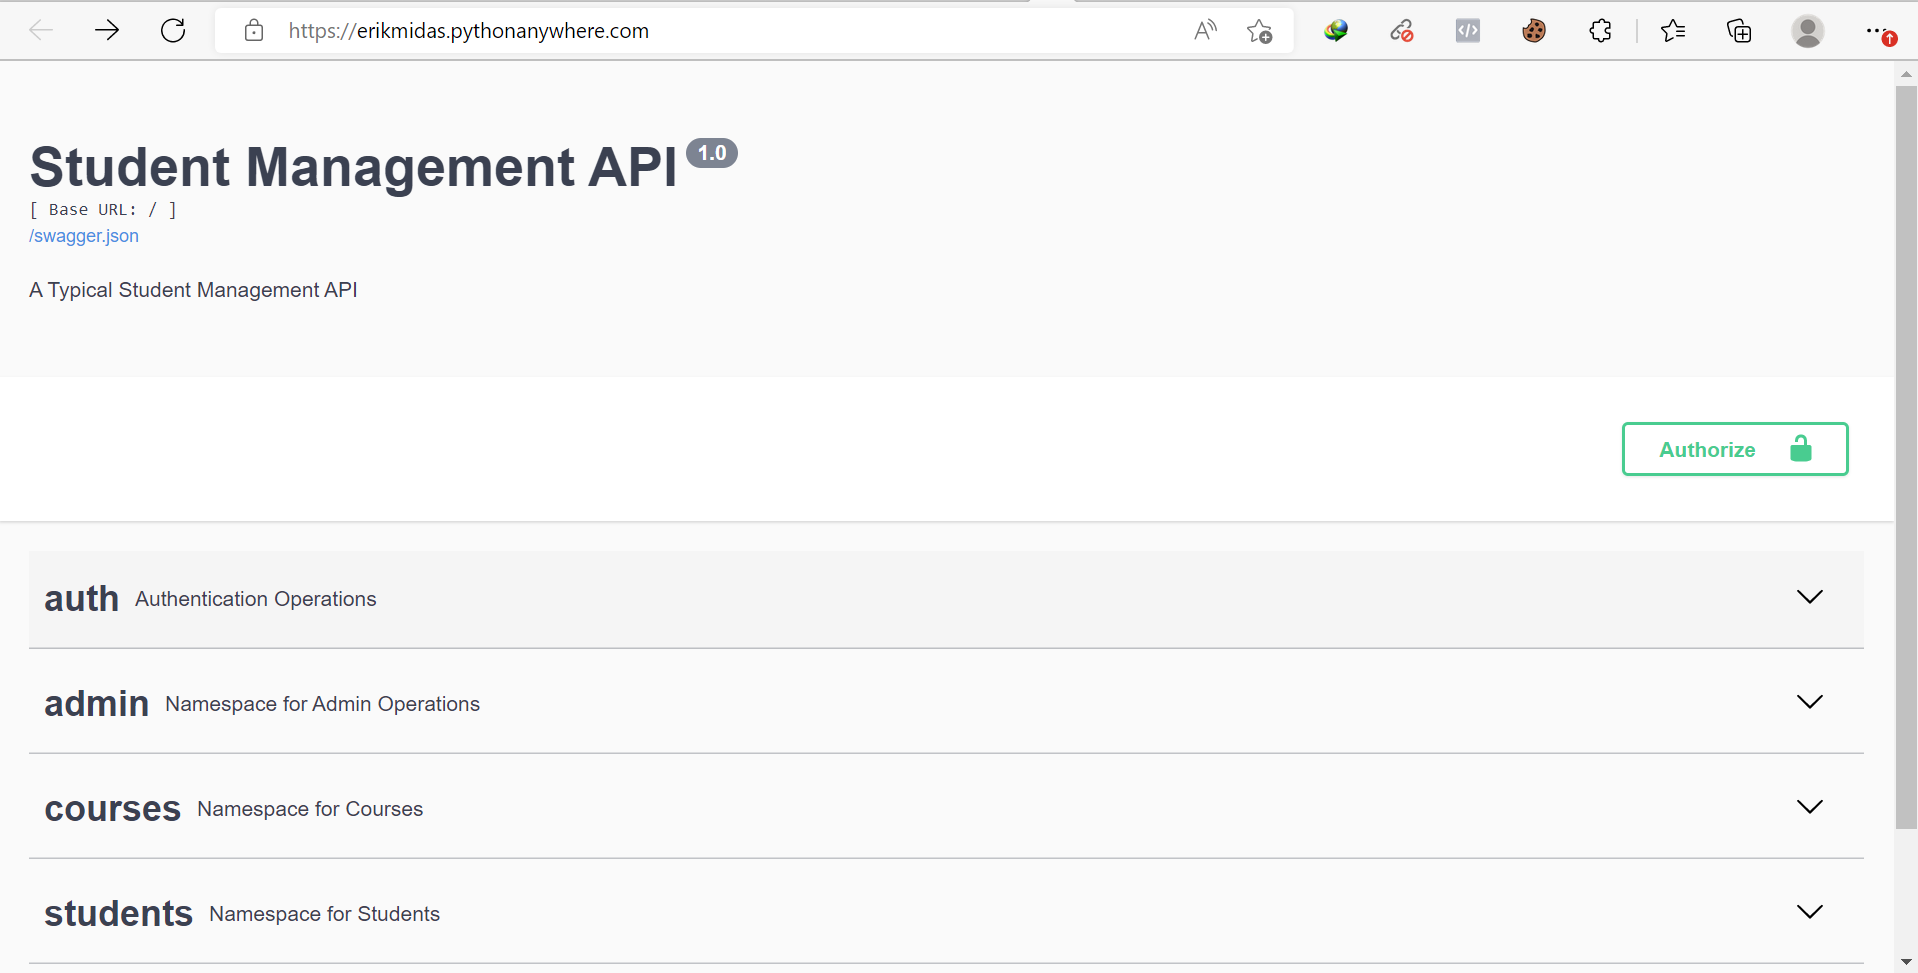 https://erikmidas.pythonanywhere.com
Student Management API 1.0
[ Base URL: / ]
/swagger.json
A Typical Student Management API
Authorize
auth Authentication Operations
admin Namespace for Admin Operations
courses Namespace for Courses
students Namespace for Students